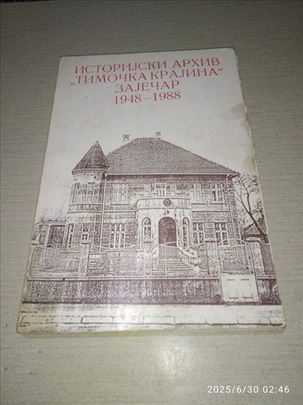 ИСТОРИЈСКИ АРХИВ
„ТИМОЧКА КРАЈИНА“
ЗАЈЕЧАР
1948–1988
2025/6/30 02:46